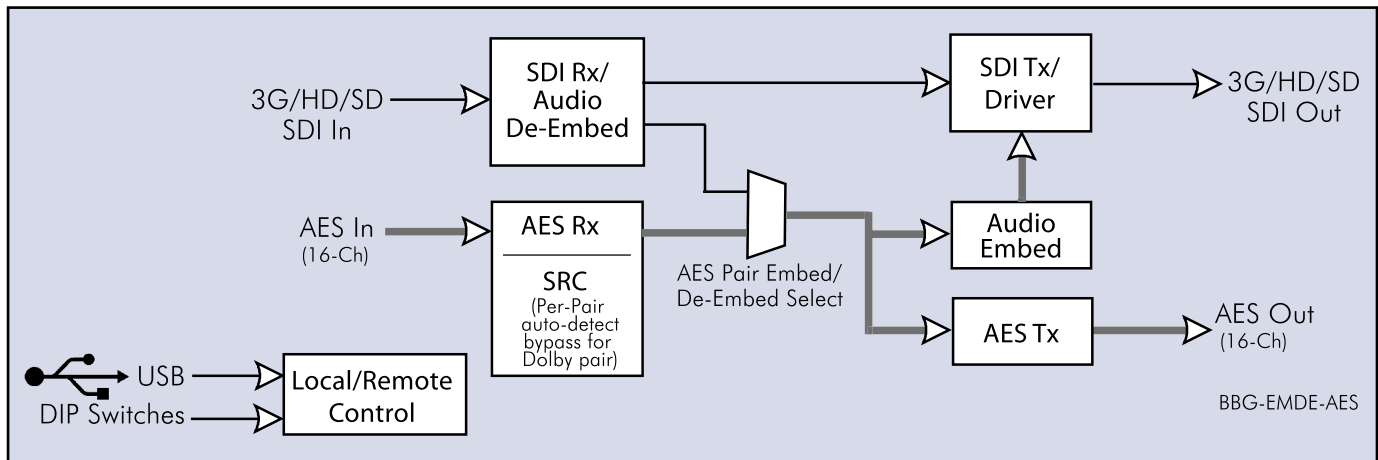 3G/HD/SD
SDI In
SDI Rx/
Audio
De-Embed
SDI Tx/
Driver
3G/HD/SD
SDI Out
AES In
(16-Ch)
AES Rx
SRC
(Per-Pair
auto-detect
bypass for
Dolby pair)
AES Pair Embed/
De-Embed Select
Audio
Embed
AES Tx
AES Out
(16-Ch)
USB
DIP Switches
Local/Remote
Control
BBG-EMDE-AES